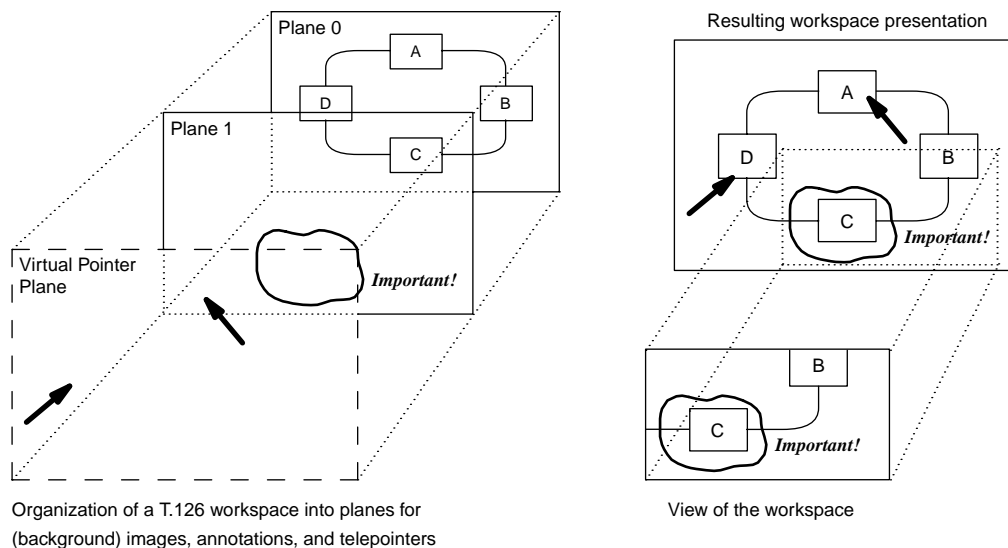 Plane 0
A
D
B
C
Plane 1
Important!
Virtual Pointer
Plane
Organization of a T.126 workspace into planes for
(background) images, annotations, and telepointers
Resulting workspace presentation
A
D
B
C
Important!
B
C
Important!
View of the workspace